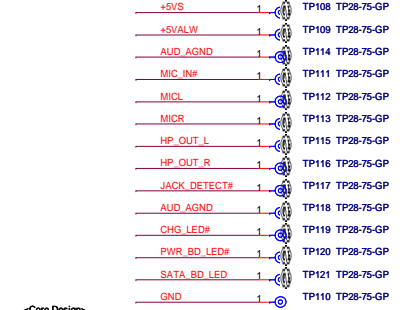 +5VS 1 TP108 TP28-75-GP
+5VALW 1 TP109 TP28-75-GP
AUD_AGND 1 TP114 TP28-75-GP
MIC_IN# 1 TP111 TP28-75-GP
MICL 1 TP112 TP28-75-GP
MICR 1 TP113 TP28-75-GP
HP_OUT_L 1 TP115 TP28-75-GP
HP_OUT_R 1 TP116 TP28-75-GP
JACK_DETECT# 1 TP117 TP28-75-GP
AUD_AGND 1 TP118 TP28-75-GP
CHG_LED# 1 TP119 TP28-75-GP
PWR_BD_LED# 1 TP120 TP28-75-GP
SATA_BD_LED 1 TP121 TP28-75-GP
GND 1 TP110 TP28-75-GP
<Core Design>